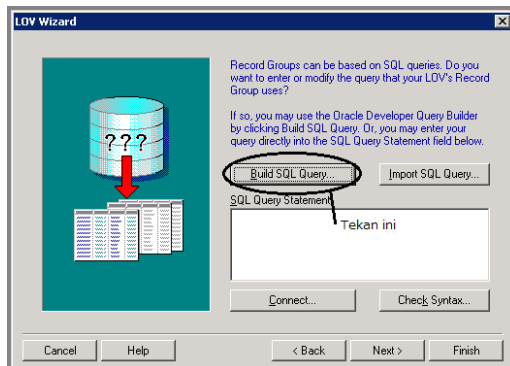 LOV Wizard
Record Groups can be based on SQL queries. Do you
want to enter or modify the query that your LOV's Record
Group uses?
If so, you may use the Oracle Developer Query Builder
by clicking Build SQL Query. Or, you may enter your
query directly into the SQL Query Statement field below.
???
Build SQL Query... Import SQL Query...
SQL Query Statement
Tekan ini
Connect... Check Syntax...
Cancel Help < Back Next > Finish